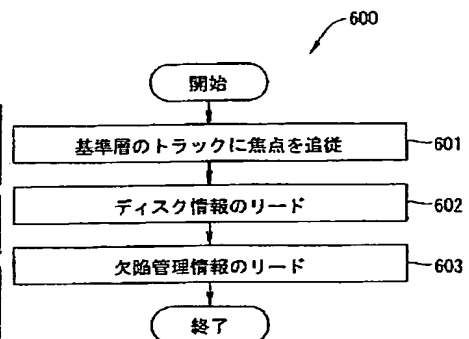 600
開始
基準層のトラックに焦点を追従 601
ディスク情報のリード 602
欠陥管理情報のリード 603
終了